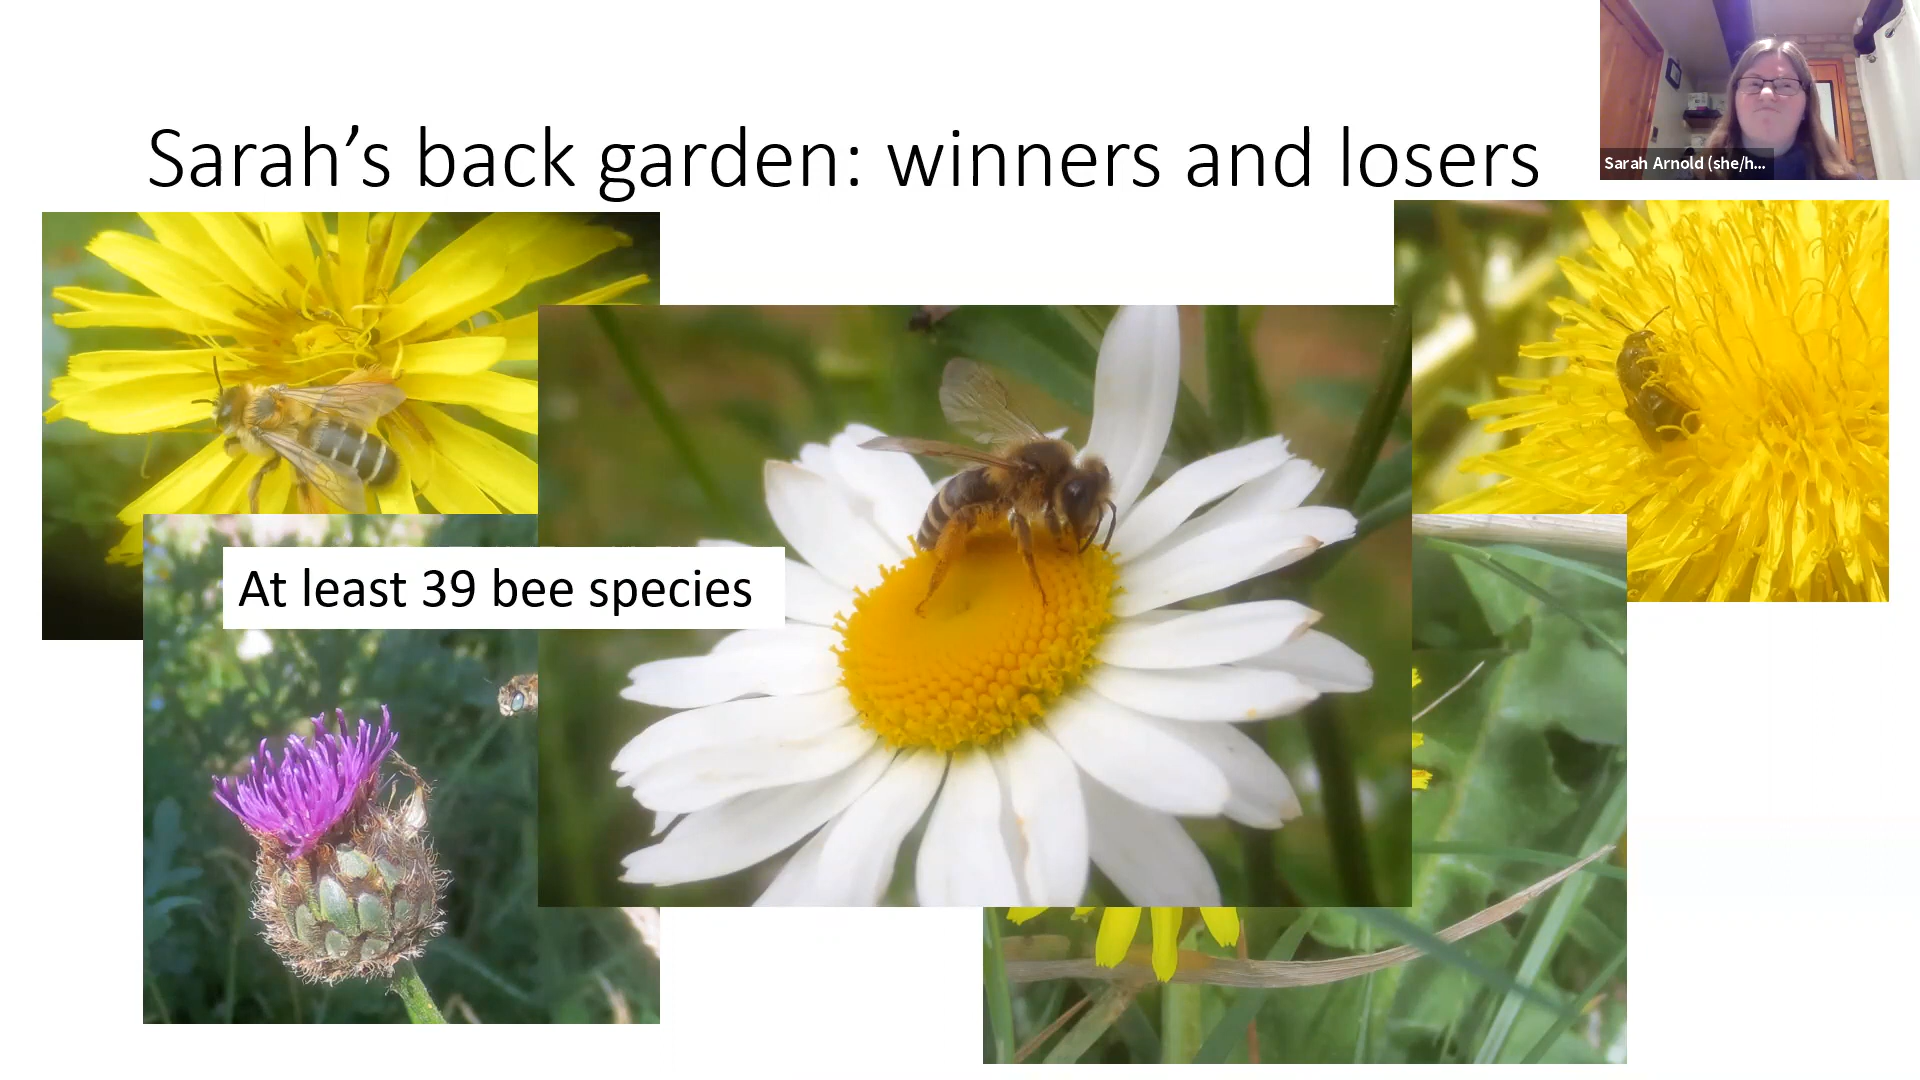 Sarah’s back garden: winners and losers
Sarah Arnold (she/h...
At least 39 bee species